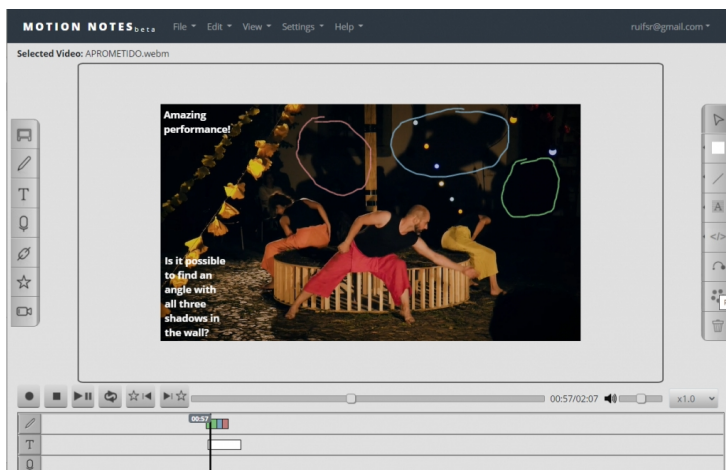 MOTION NOTES beta File Edit View Settings Help ruifsr@gmail.com
Selected Video: APROMETIDO.webm
Amazing
performance!
Is it possible
to find an
angle with
all three
shadows in
the wall?
T
A
</>
00:57/02:07 x1.0
00:57
T